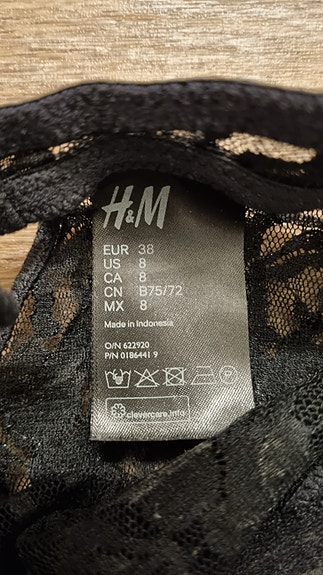 H&M
EUR 38
US 8
CA 8
CN B75/72
MX 8
Made in Indonesia
O/N 622920
P/N 0186441 9
clevercare.info